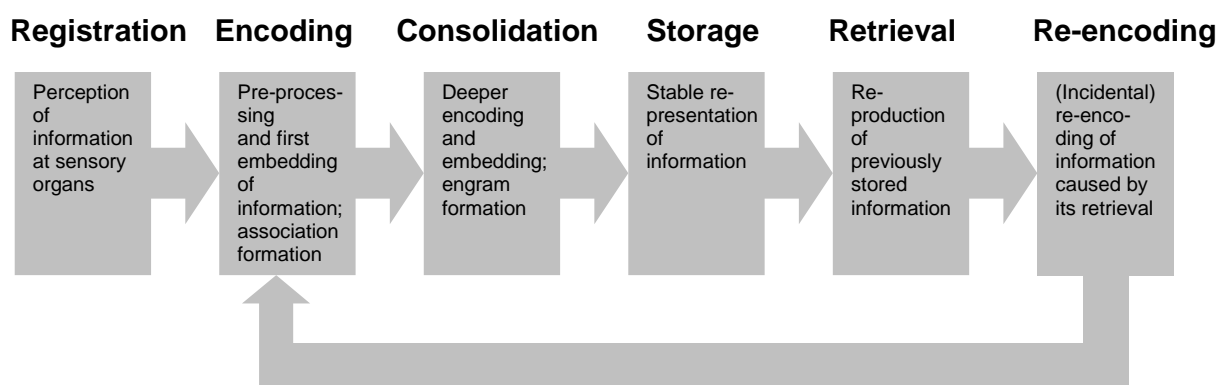 Registration Encoding Consolidation Storage Retrieval Re-encoding
Perception
of
information
at sensory
organs
Pre-proces-
sing
and first
embedding
of
information;
association
formation
Deeper
encoding
and
embedding;
engram
formation
Stable re-
presentation
of
information
Re-
production
of
previously
stored
information
(Incidental)
re-enco-
ding of
information
caused by
its retrieval